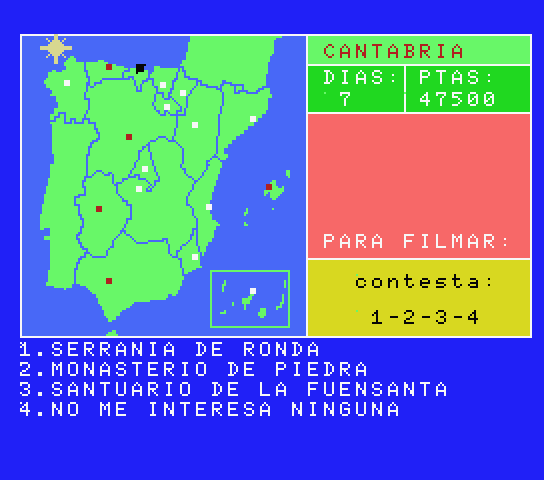 CANTABRIA
DIAS: PTAS:
7 47500
PARA FILMAR:
contesta:
1-2-3-4
1.SERRANIA DE RONDA
2.MONASTERIO DE PIEDRA
3.SANTUARIO DE LA FUENSANTA
4.NO ME INTERESA NINGUNA